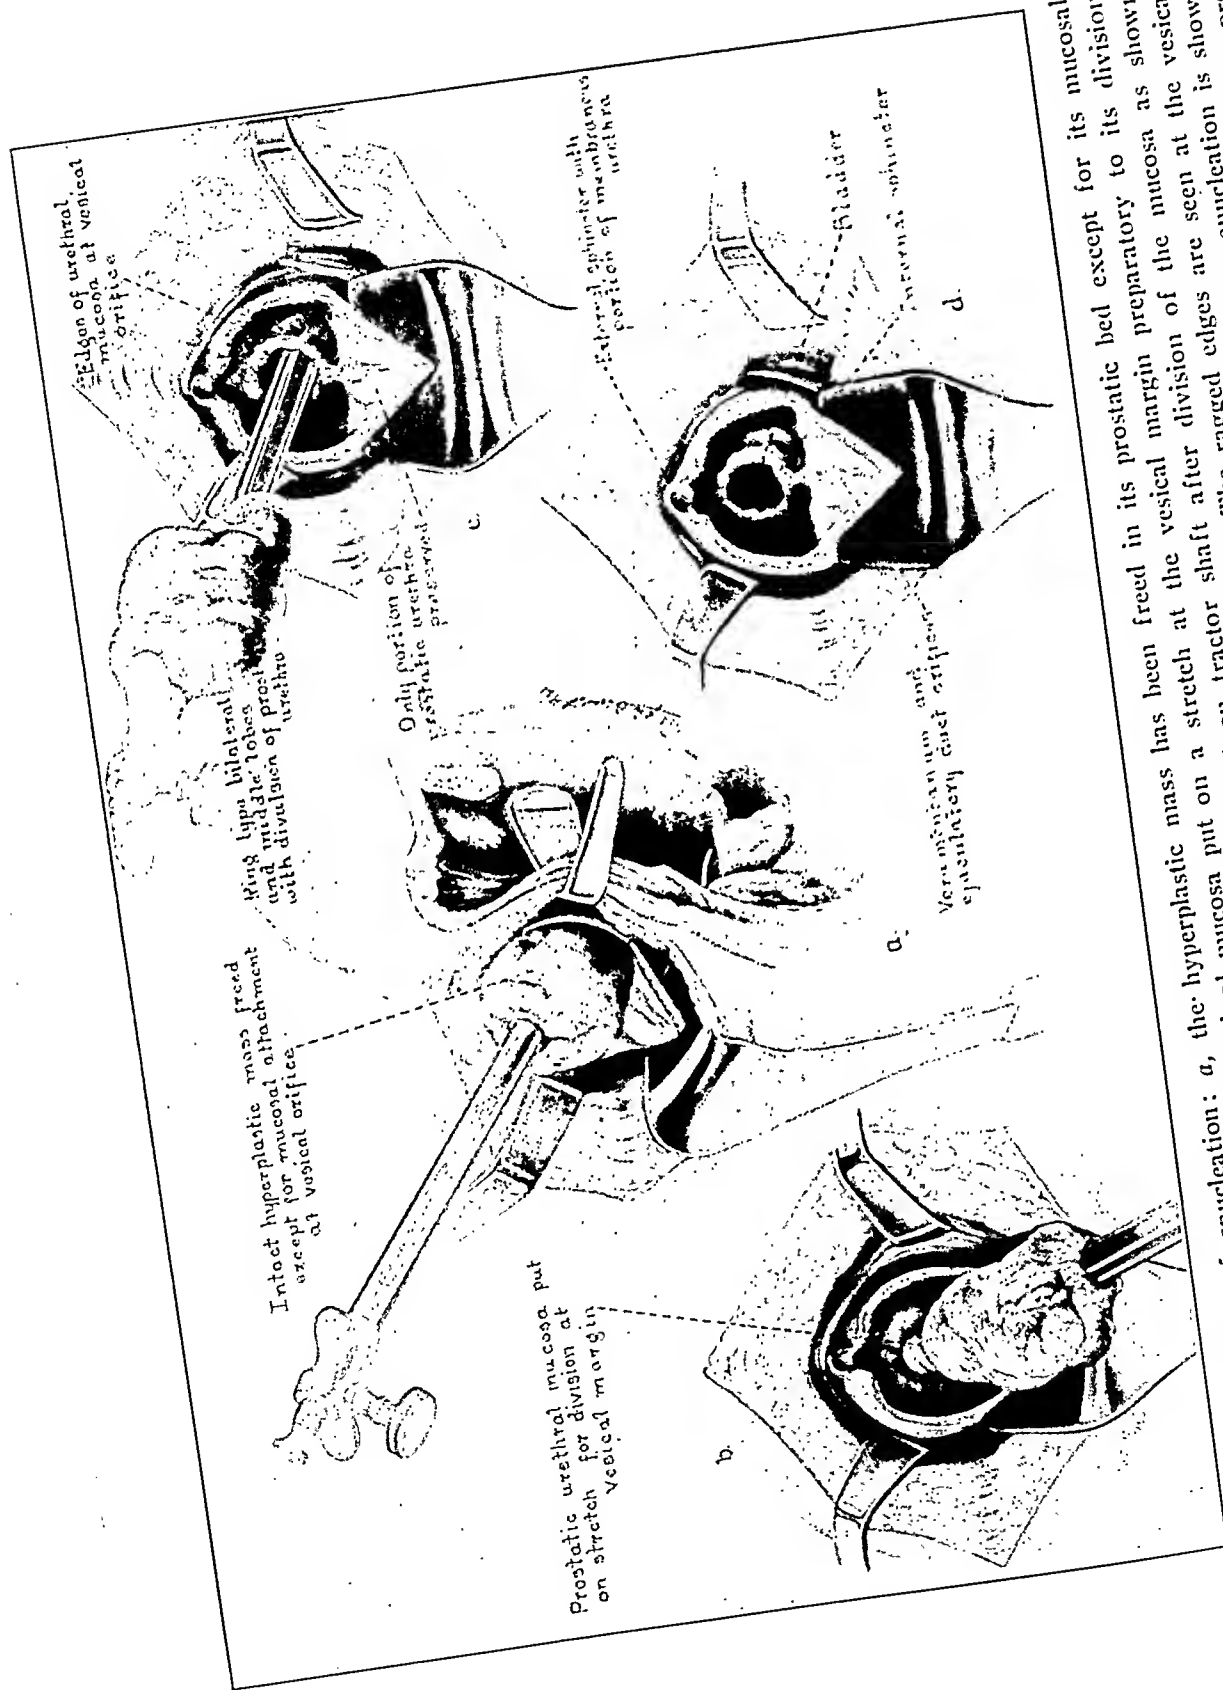 Intact hyperplastic mass freed
except for mucosal attachment
at vesical orifice
Ring type bilateral
and middle lobes
with divulsion of prost
urethra
Edges of urethral
mucosa at vesical
orifice
Only portion of
prostatic urethra
preserved
c.
External sphincter with
portion of membranous
urethra
Bladder
Internal sphincter
d.
Verumontanum and
ejaculatory duct orifices
a.
Prostatic urethral mucosa put
on stretch for division at
vesical margin
b.
enucleation: a, the hyperplastic mass has been freed in its prostatic bed except for its mucosal
mucosa put on a stretch at the vesical margin preparatory to its division
tractor shaft after division of the mucosa as shown
ragged edges are seen at the vesica
enucleation is show